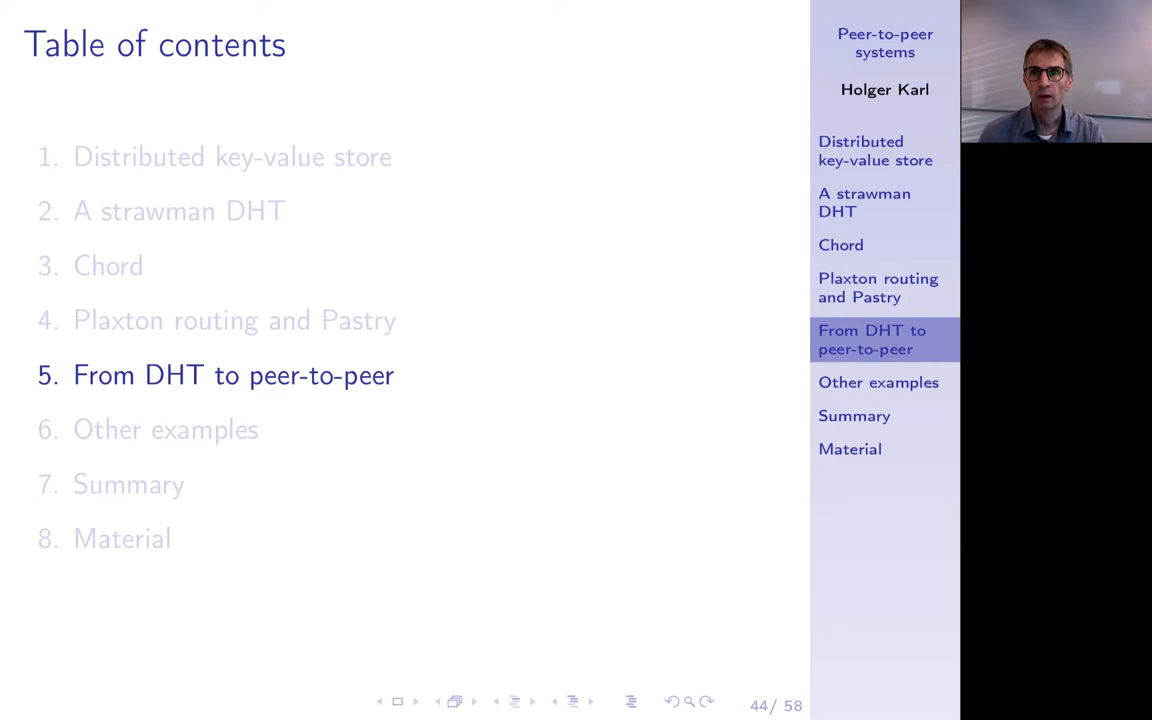 Table of contents
1. Distributed key-value store
2. A strawman DHT
3. Chord
4. Plaxton routing and Pastry
5. From DHT to peer-to-peer
6. Other examples
7. Summary
8. Material
44/ 58
Peer-to-peer
systems
Holger Karl
Distributed
key-value store
A strawman
DHT
Chord
Plaxton routing
and Pastry
From DHT to
peer-to-peer
Other examples
Summary
Material